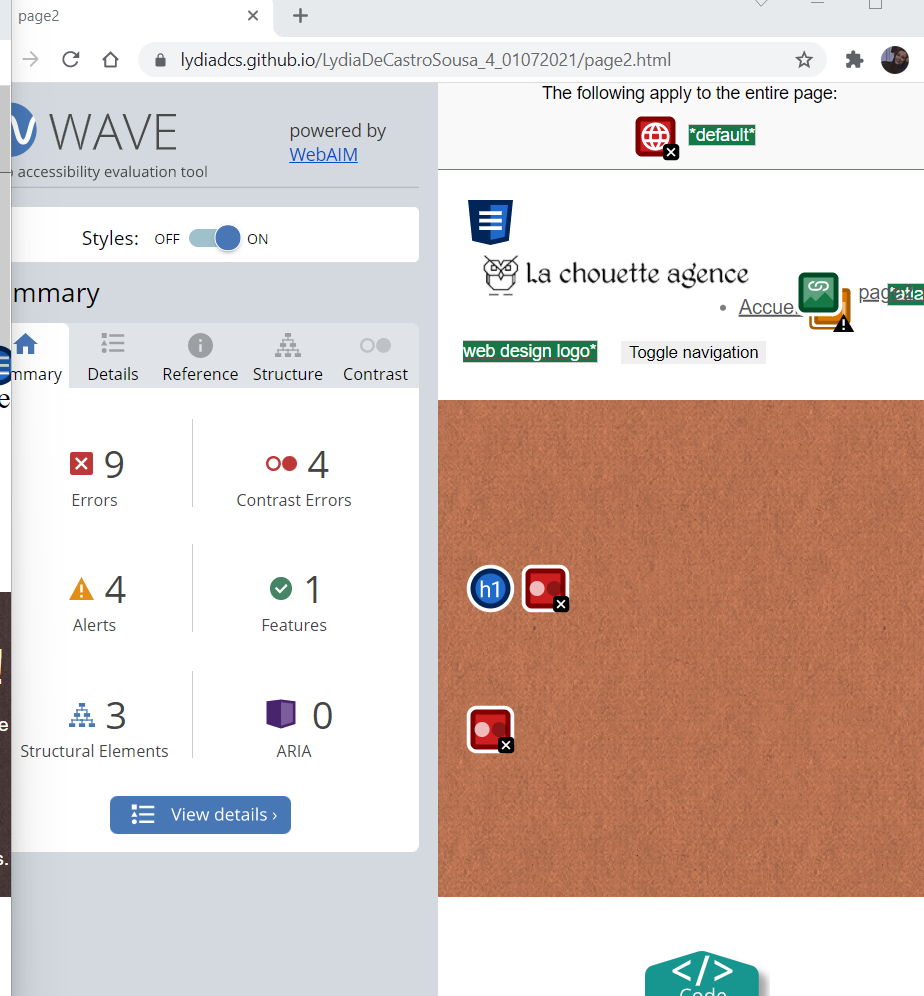 page2
lydiadcs.github.io/LydiaDeCastroSousa_4_01072021/page2.html
WAVE
powered by
WebAIM
accessibility evaluation tool
Styles: OFF ON
mmary
mmary Details Reference Structure Contrast
9 Errors
4 Contrast Errors
4 Alerts
1 Features
3 Structural Elements
0 ARIA
View details ›
The following apply to the entire page:
*default*
La chouette agence
• Accue
web design logo*
Toggle navigation
h1
</>
Code